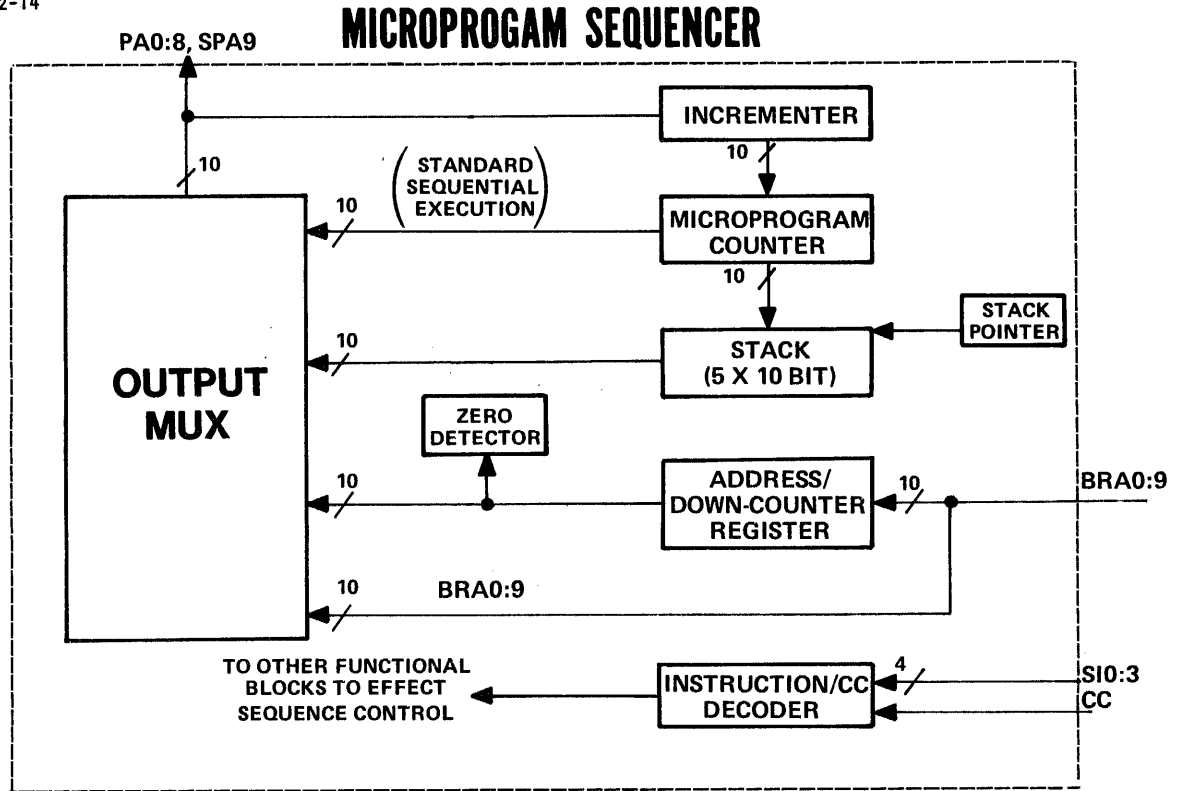 2-14
MICROPROGAM SEQUENCER
PA0:8, SPA9
INCREMENTER
10
10
(STANDARD
SEQUENTIAL
EXECUTION)
10
MICROPROGRAM
COUNTER
10
STACK
POINTER
10
STACK
(5 X 10 BIT)
OUTPUT
MUX
ZERO
DETECTOR
10
ADDRESS/
DOWN-COUNTER
REGISTER
10
BRA0:9
10
BRA0:9
TO OTHER FUNCTIONAL
BLOCKS TO EFFECT
SEQUENCE CONTROL
INSTRUCTION/CC
DECODER
4
SI0:3
CC